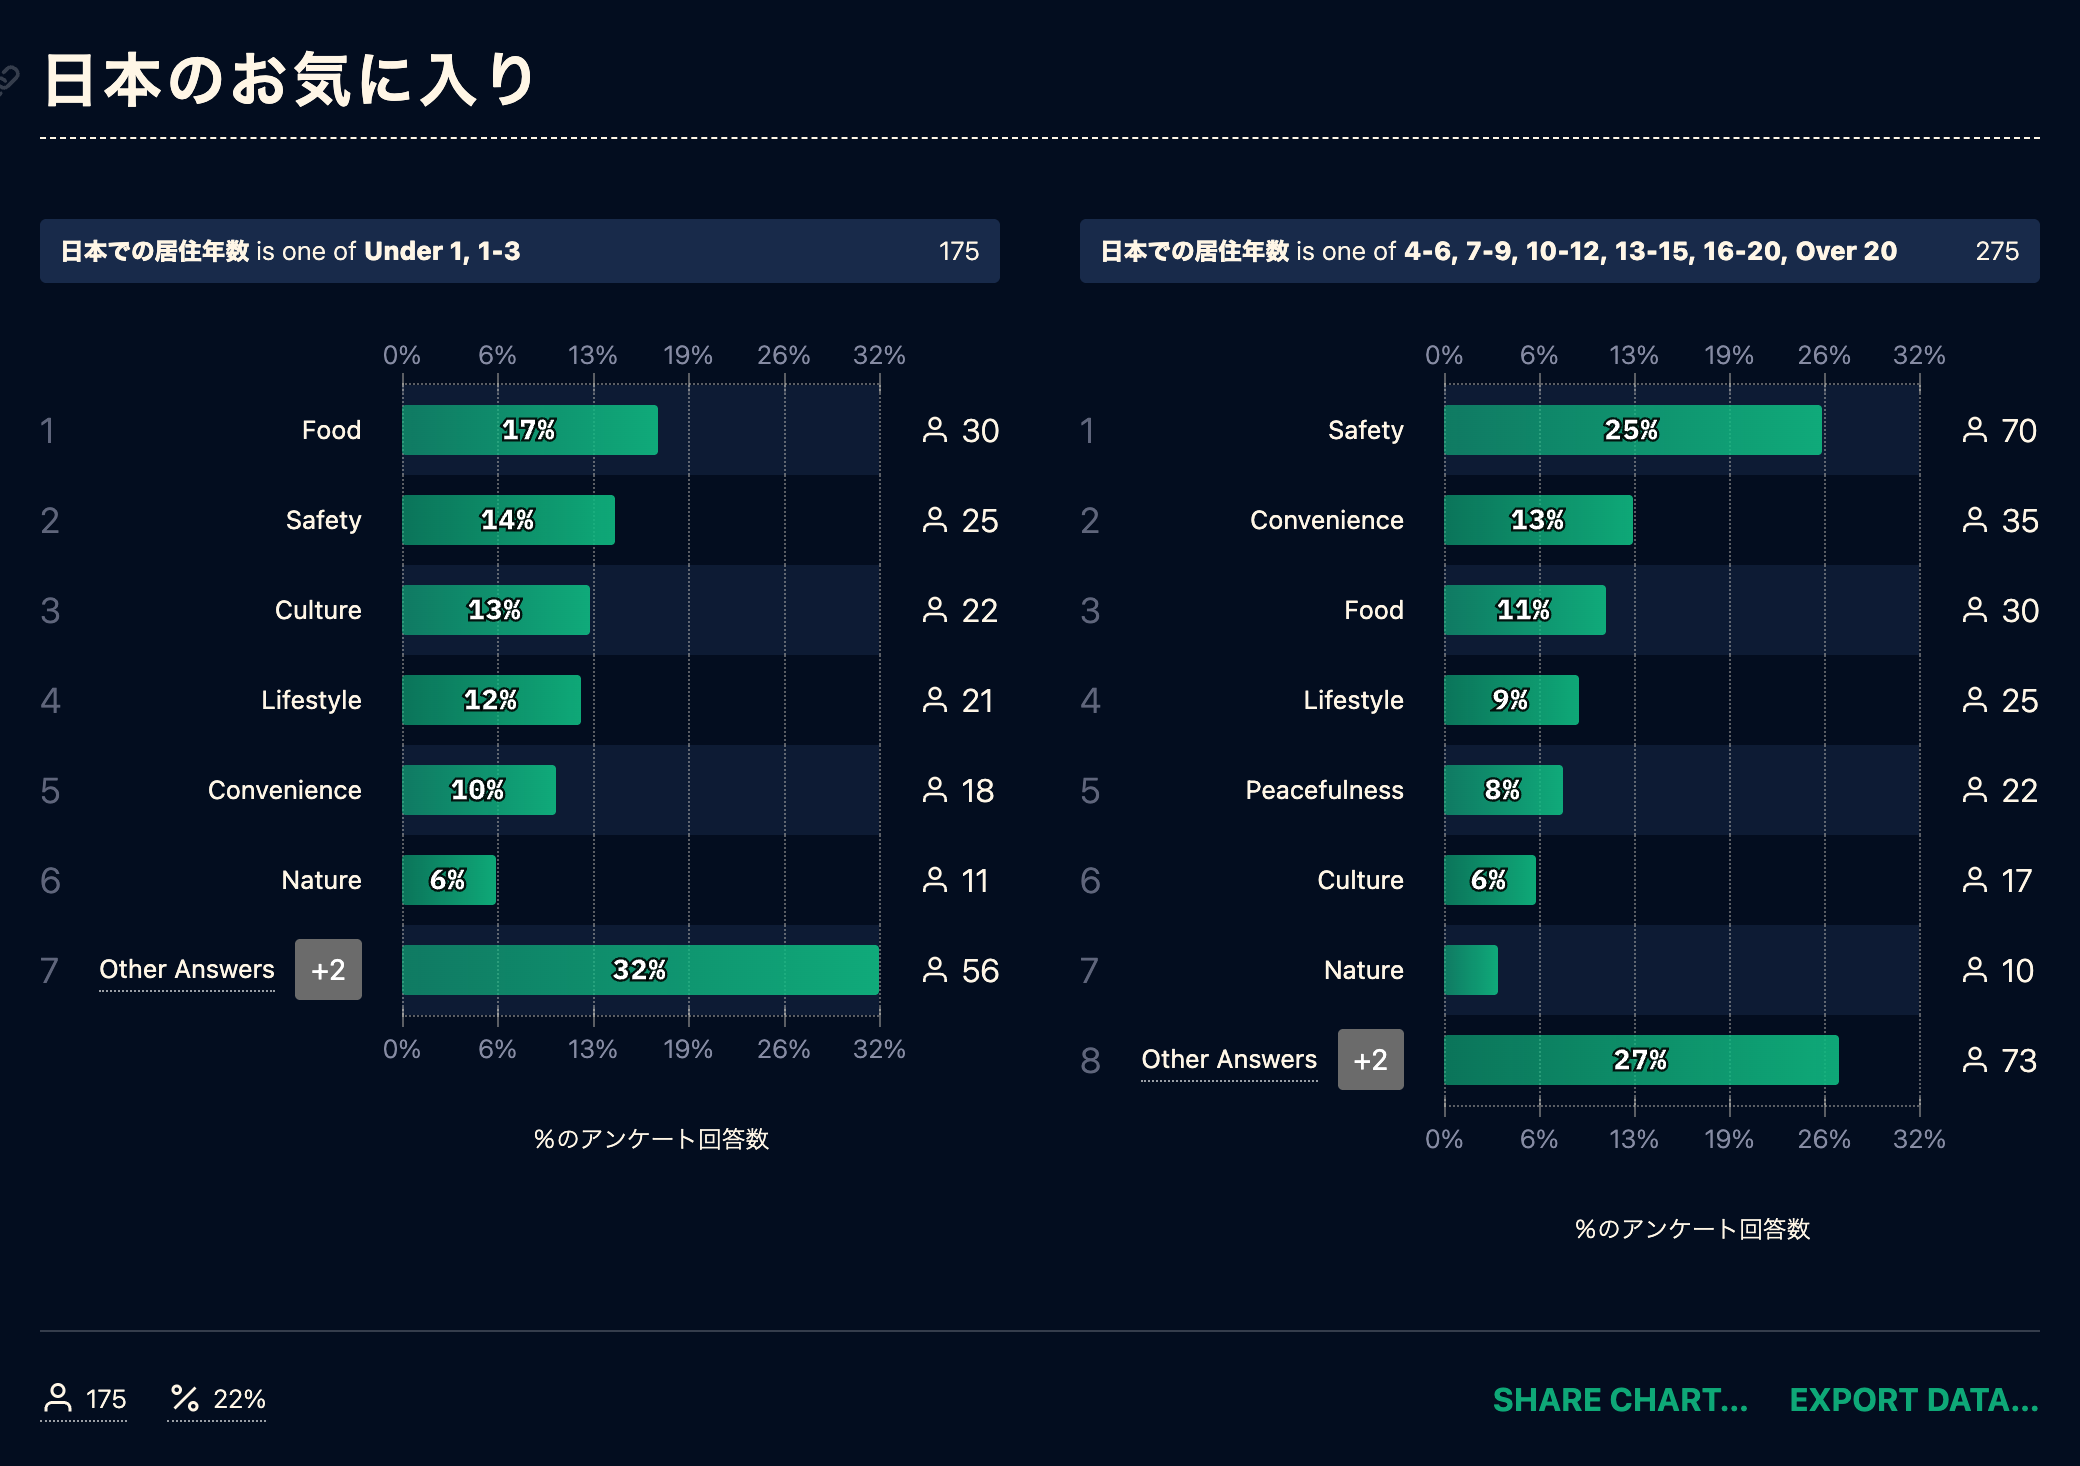 日本のお気に入り
日本での居住年数 is one of Under 1, 1-3 175
0% 6% 13% 19% 26% 32%
1 Food 17% 30
2 Safety 14% 25
3 Culture 13% 22
4 Lifestyle 12% 21
5 Convenience 10% 18
6 Nature 6% 11
7 Other Answers +2 32% 56
0% 6% 13% 19% 26% 32%
%のアンケート回答数
日本での居住年数 is one of 4-6, 7-9, 10-12, 13-15, 16-20, Over 20 275
0% 6% 13% 19% 26% 32%
1 Safety 25% 70
2 Convenience 13% 35
3 Food 11% 30
4 Lifestyle 9% 25
5 Peacefulness 8% 22
6 Culture 6% 17
7 Nature 10
8 Other Answers +2 27% 73
0% 6% 13% 19% 26% 32%
%のアンケート回答数
175 22% SHARE CHART... EXPORT DATA...